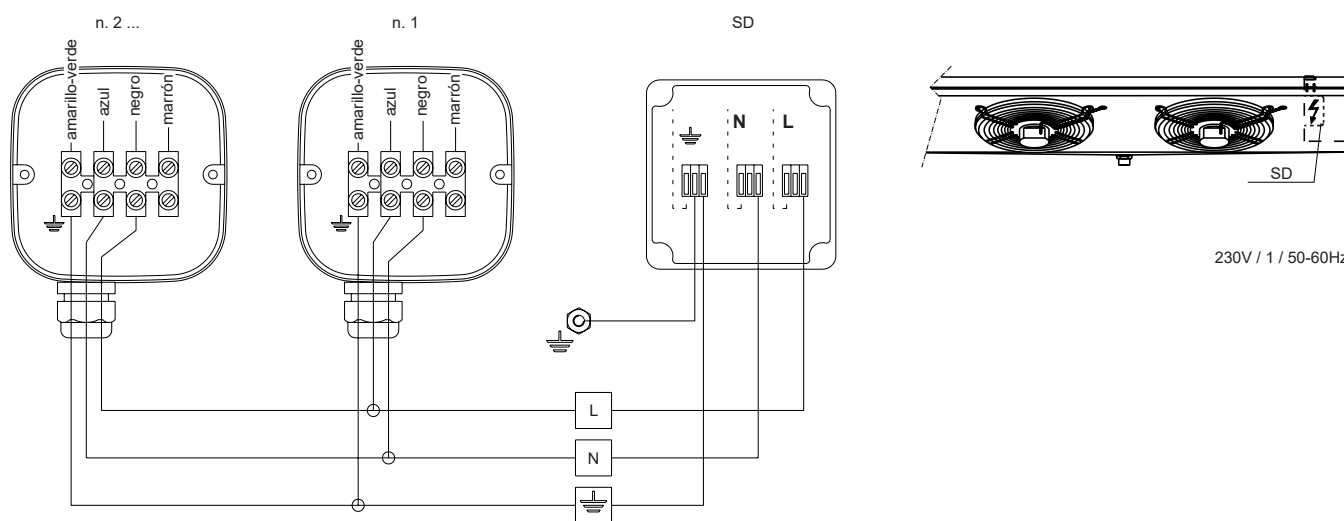 n. 2 ...
n. 1
SD
amarillo-verde
azul
negro
marrón
amarillo-verde
azul
negro
marrón
N
L
SD
230V / 1 / 50-60Hz
L
N